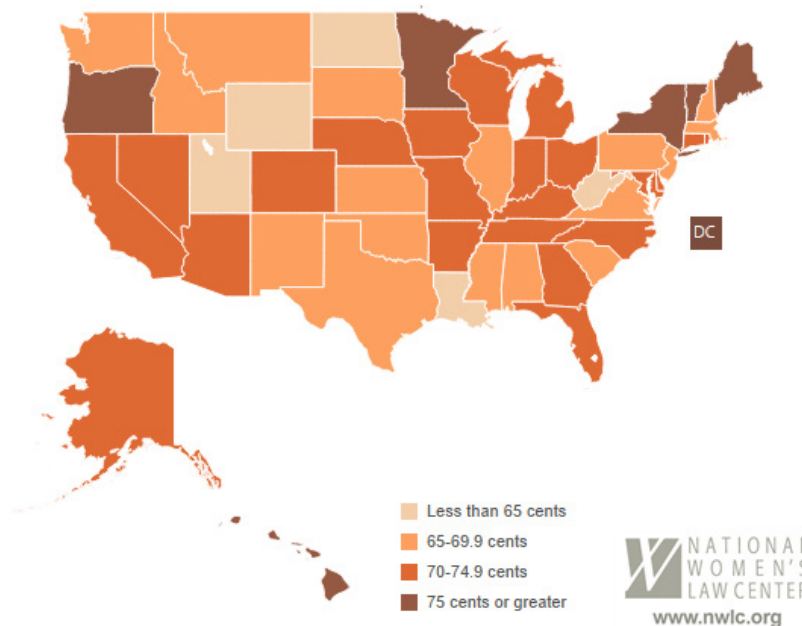 DC
Less than 65 cents
65-69.9 cents
70-74.9 cents
75 cents or greater
NATIONAL
WOMEN'S
LAW CENTER
www.nwlc.org